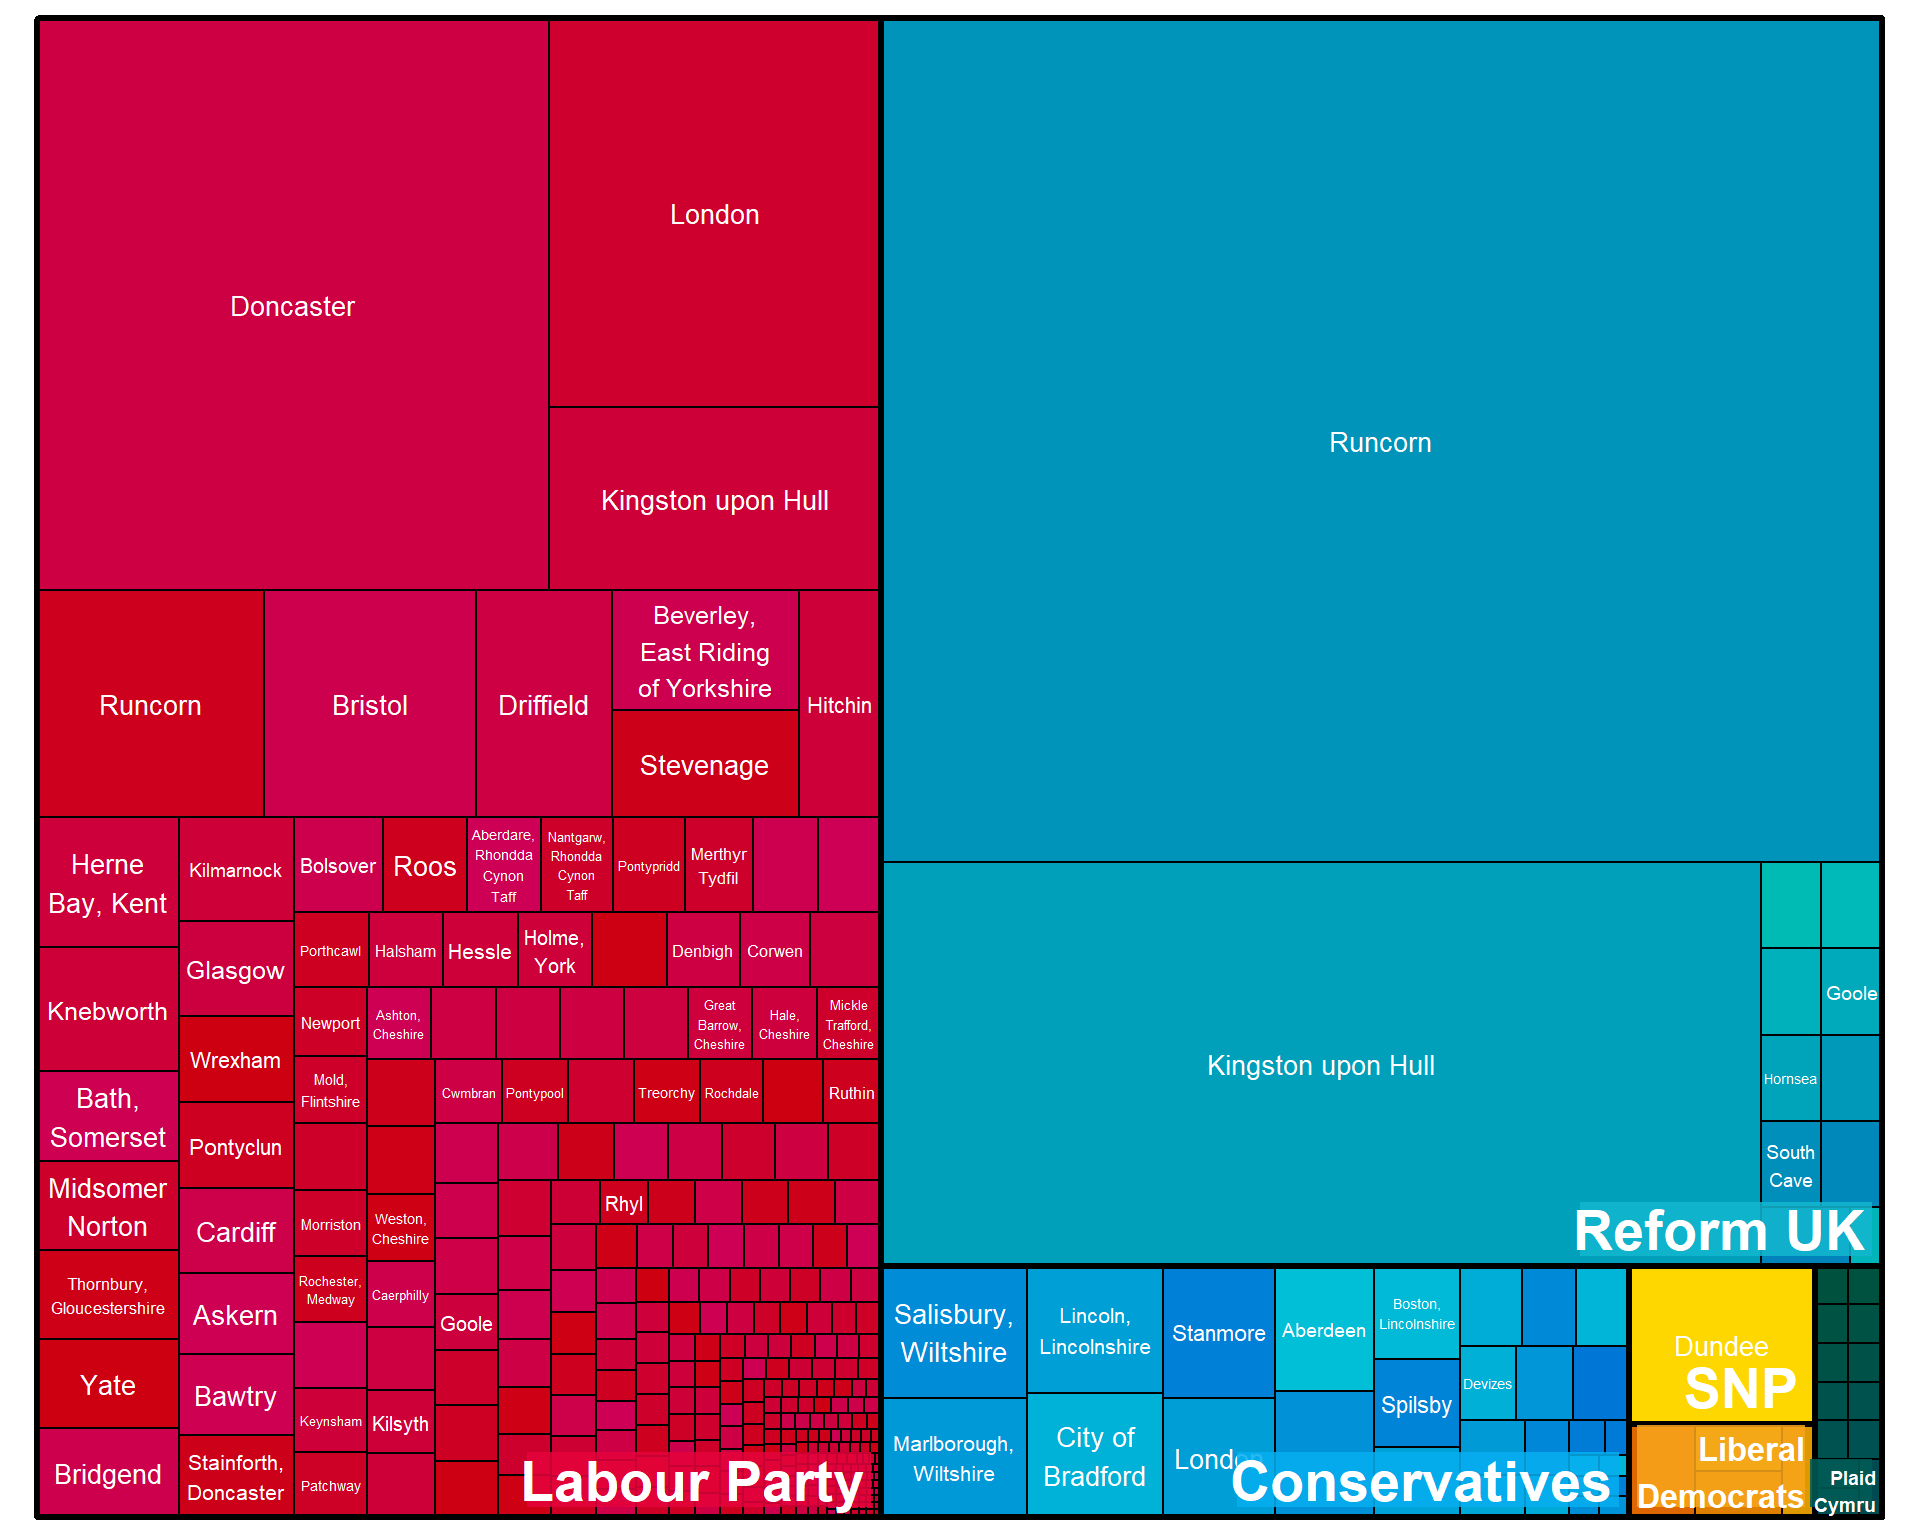 Doncaster
London
Kingston upon Hull
Runcorn
Bristol
Driffield
Beverley,
East Riding
of Yorkshire
Stevenage
Hitchin
Herne
Bay, Kent
Knebworth
Bath,
Somerset
Midsomer
Norton
Thornbury,
Gloucestershire
Yate
Bridgend
Kilmarnock
Glasgow
Wrexham
Pontyclun
Cardiff
Askern
Bawtry
Stainforth,
Doncaster
Bolsover
Roos
Aberdare,
Rhondda
Cynon
Taff
Nantgarw,
Rhondda
Cynon
Taff
Pontypridd
Merthyr
Tydfil
Porthcawl
Halsham
Hessle
Holme,
York
Denbigh
Corwen
Newport
Ashton,
Cheshire
Great
Barrow,
Cheshire
Hale,
Cheshire
Mickle
Trafford,
Cheshire
Mold,
Flintshire
Cwmbran
Pontypool
Treorchy
Rochdale
Ruthin
Morriston
Weston,
Cheshire
Rhyl
Rochester,
Medway
Caerphilly
Goole
Keynsham
Kilsyth
Patchway
Labour Party
Runcorn
Kingston upon Hull
Goole
Hornsea
South
Cave
Reform UK
Salisbury,
Wiltshire
Marlborough,
Wiltshire
Lincoln,
Lincolnshire
City of
Bradford
Stanmore
London
Aberdeen
Boston,
Lincolnshire
Spilsby
Devizes
Conservatives
Dundee
SNP
Liberal
Democrats
Plaid
Cymru